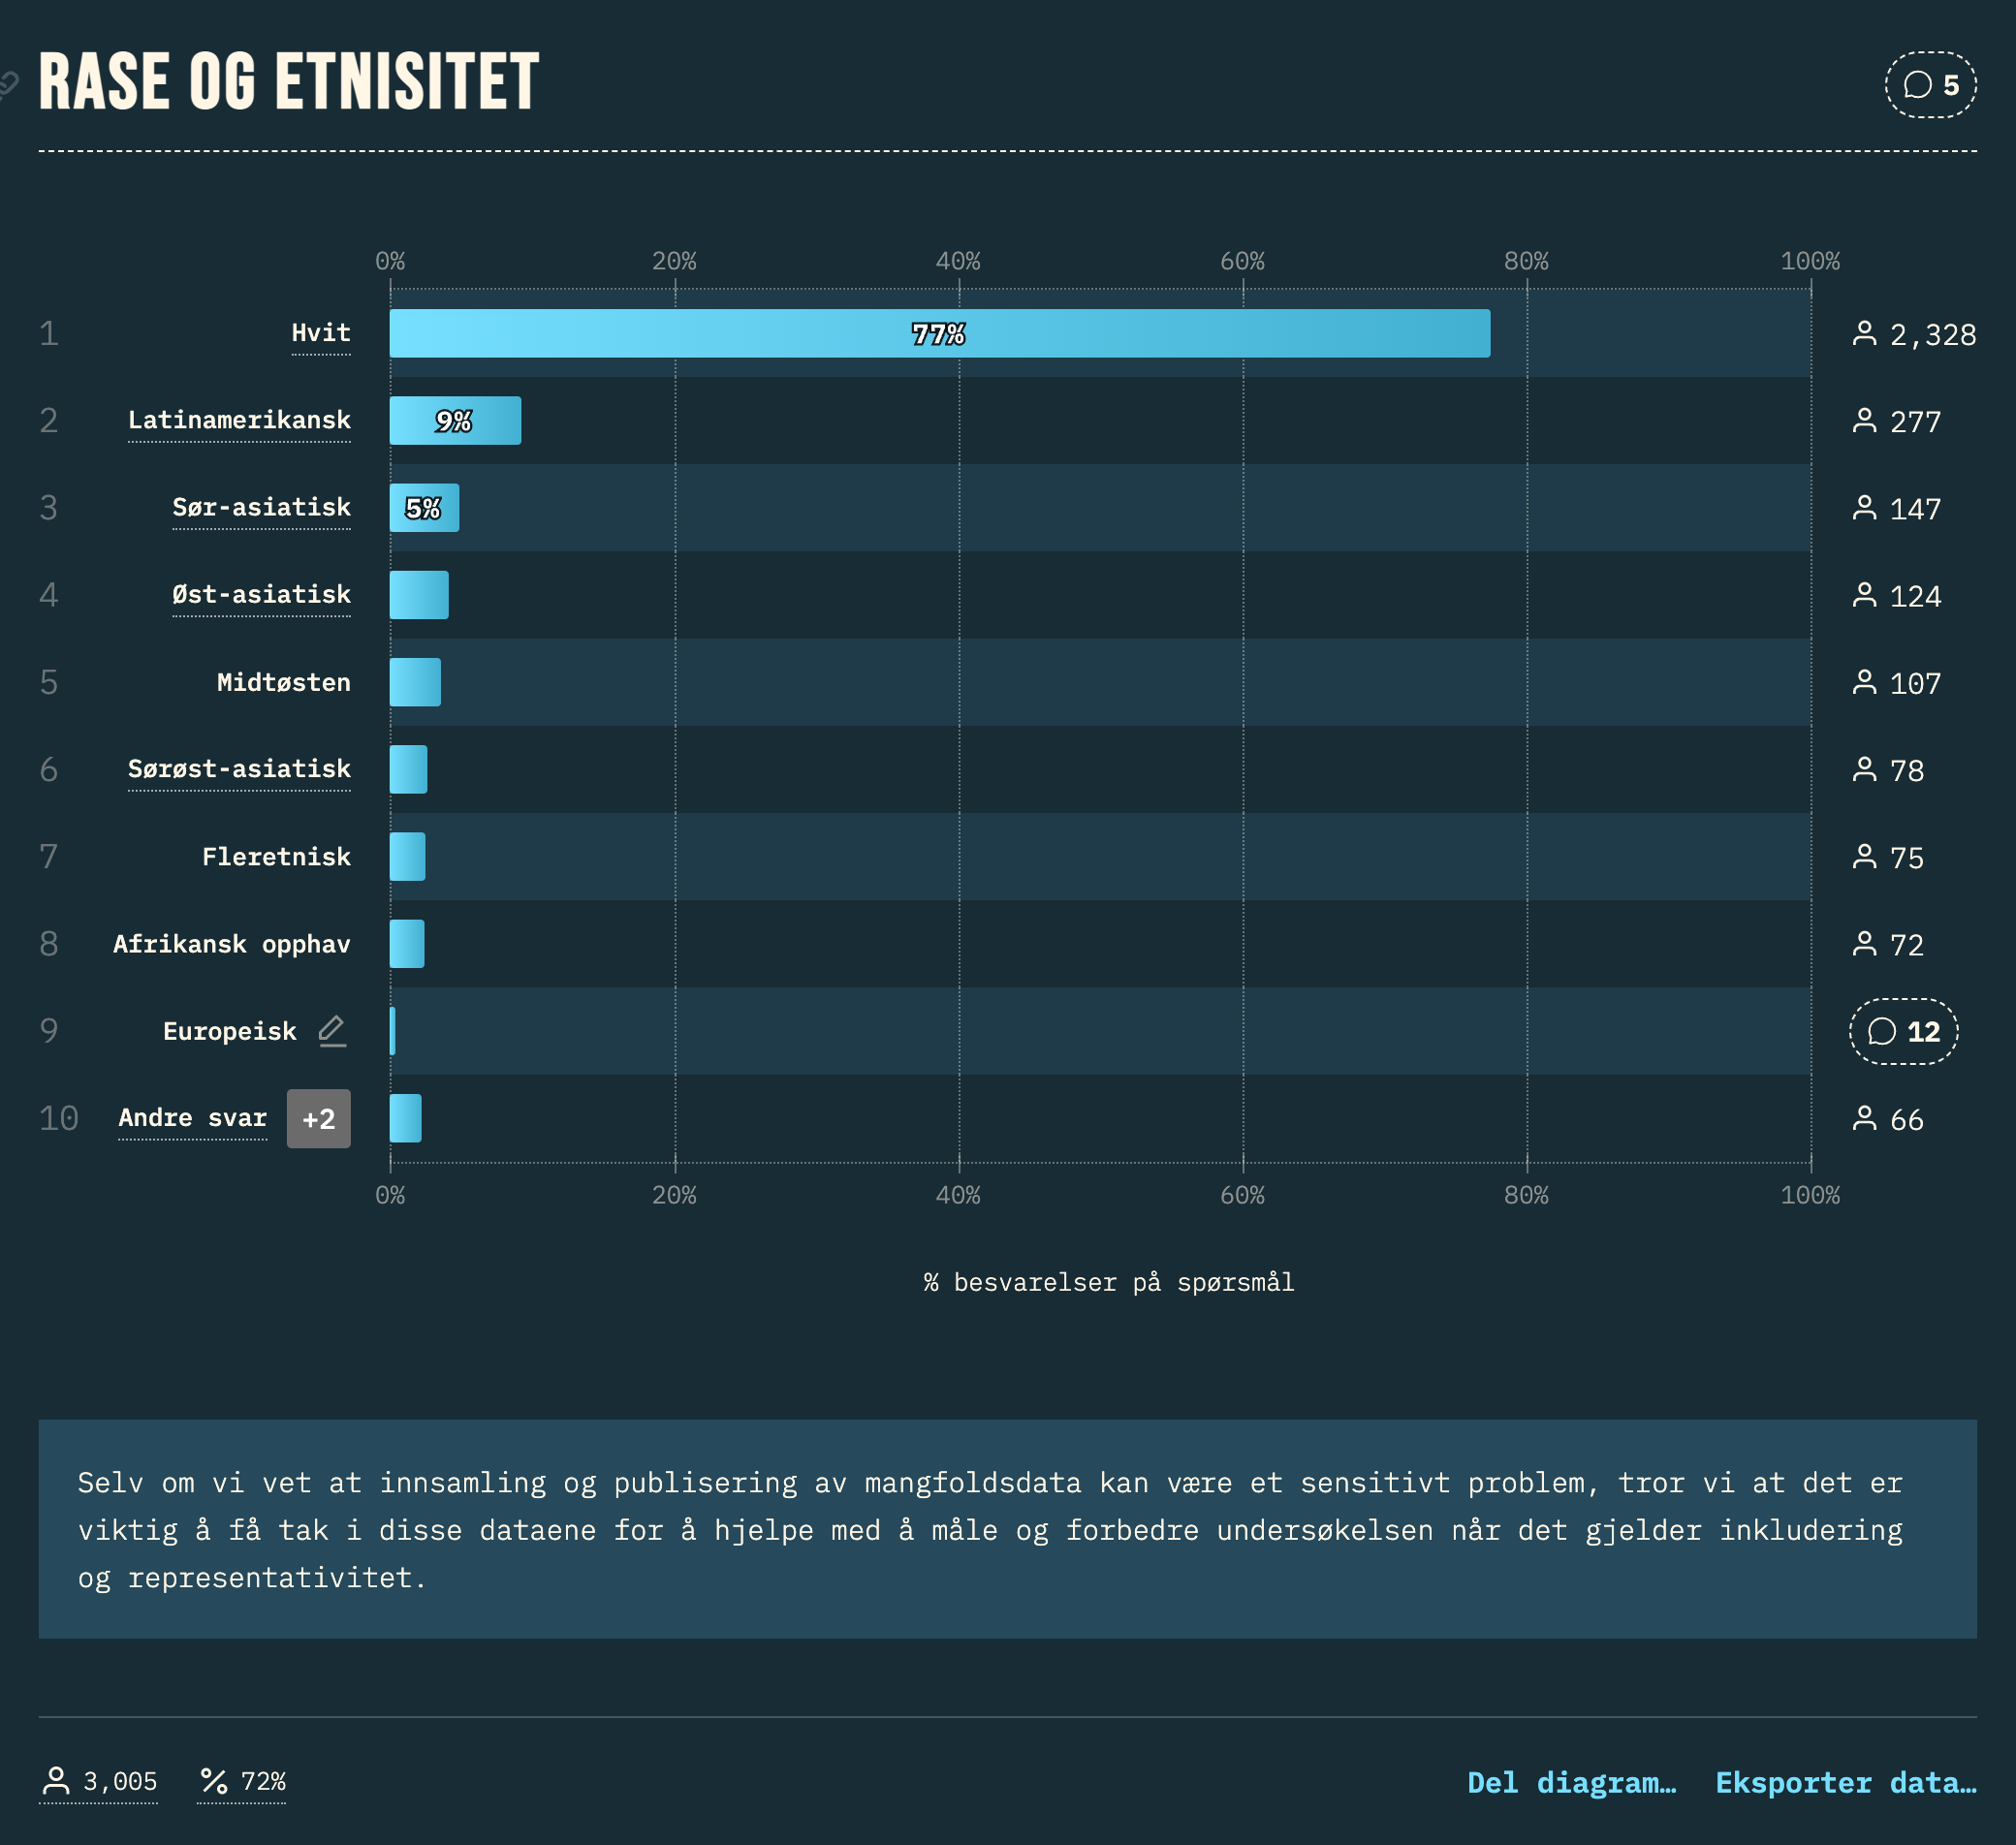 RASE OG ETNISITET
5
0% 20% 40% 60% 80% 100%
1 Hvit 77% 2,328
2 Latinamerikansk 9% 277
3 Sør-asiatisk 5% 147
4 Øst-asiatisk 124
5 Midtøsten 107
6 Sørøst-asiatisk 78
7 Fleretnisk 75
8 Afrikansk opphav 72
9 Europeisk 12
10 Andre svar +2 66
0% 20% 40% 60% 80% 100%
% besvarelser på spørsmål
Selv om vi vet at innsamling og publisering av mangfoldsdata kan være et sensitivt problem, tror vi at det er
viktig å få tak i disse dataene for å hjelpe med å måle og forbedre undersøkelsen når det gjelder inkludering
og representativitet.
3,005 % 72% Del diagram… Eksporter data…